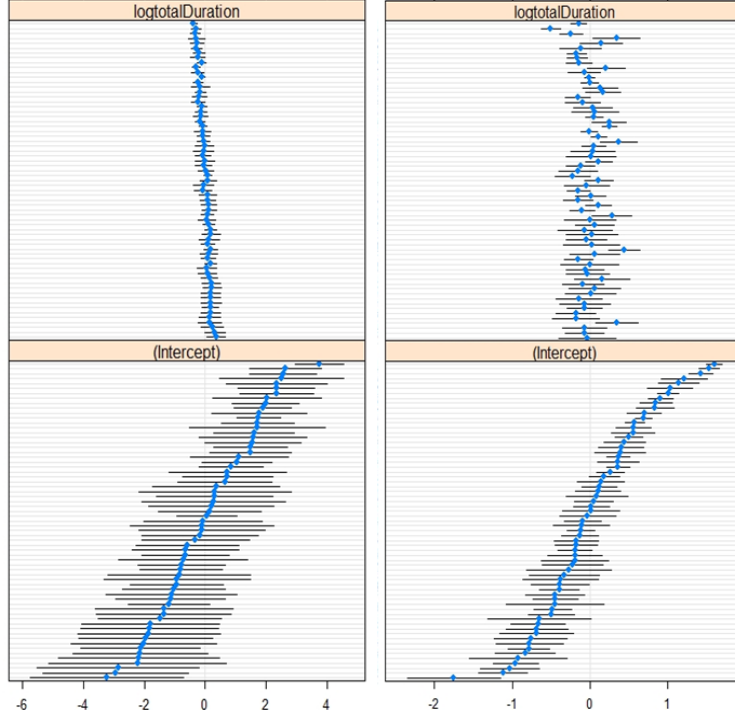 logtotalDuration
logtotalDuration
(Intercept)
(Intercept)
-6 -4 -2 0 2 4
-2 -1 0 1